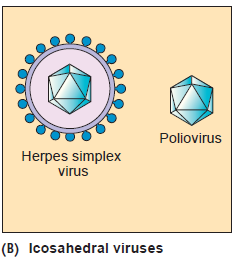 Herpes simplex
virus
Poliovirus
(B) Icosahedral viruses